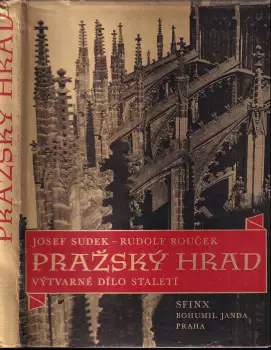 PRAŽSKÝ HRAD
JOSEF SUDEK - RUDOLF ROUČEK
PRAŽSKÝ HRAD
VÝTVARNÉ DÍLO STALETÍ
SFINX
BOHUMIL JANDA
PRAHA